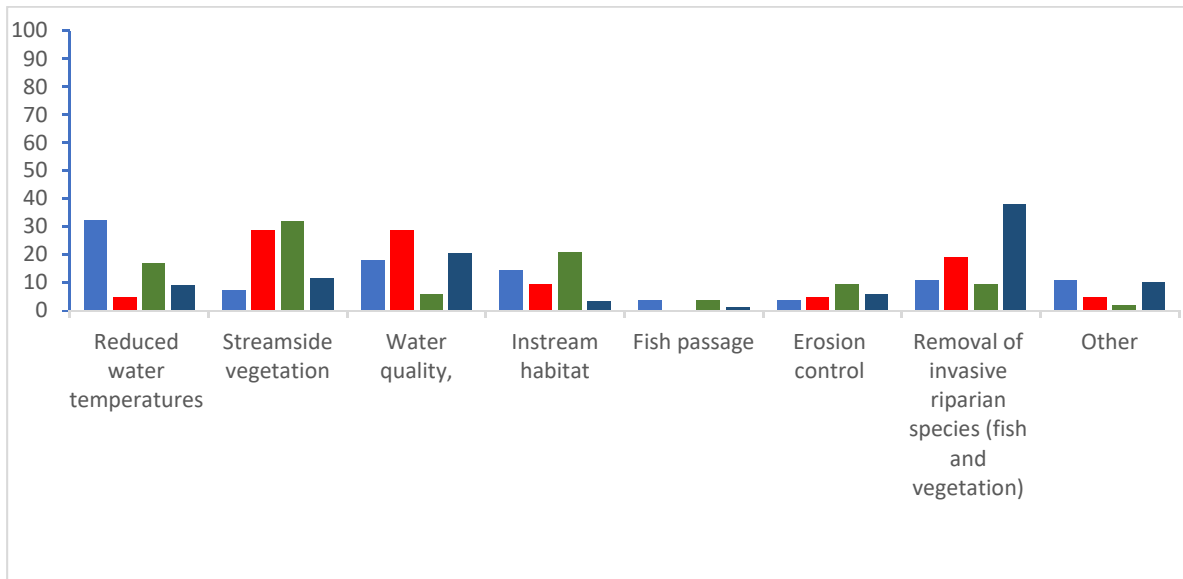 100
90
80
70
60
50
40
30
20
10
0
Reduced
water
temperatures
Streamside
vegetation
Water
quality,
Instream
habitat
Fish passage
Erosion
control
Removal of
invasive
riparian
species (fish
and
vegetation)
Other